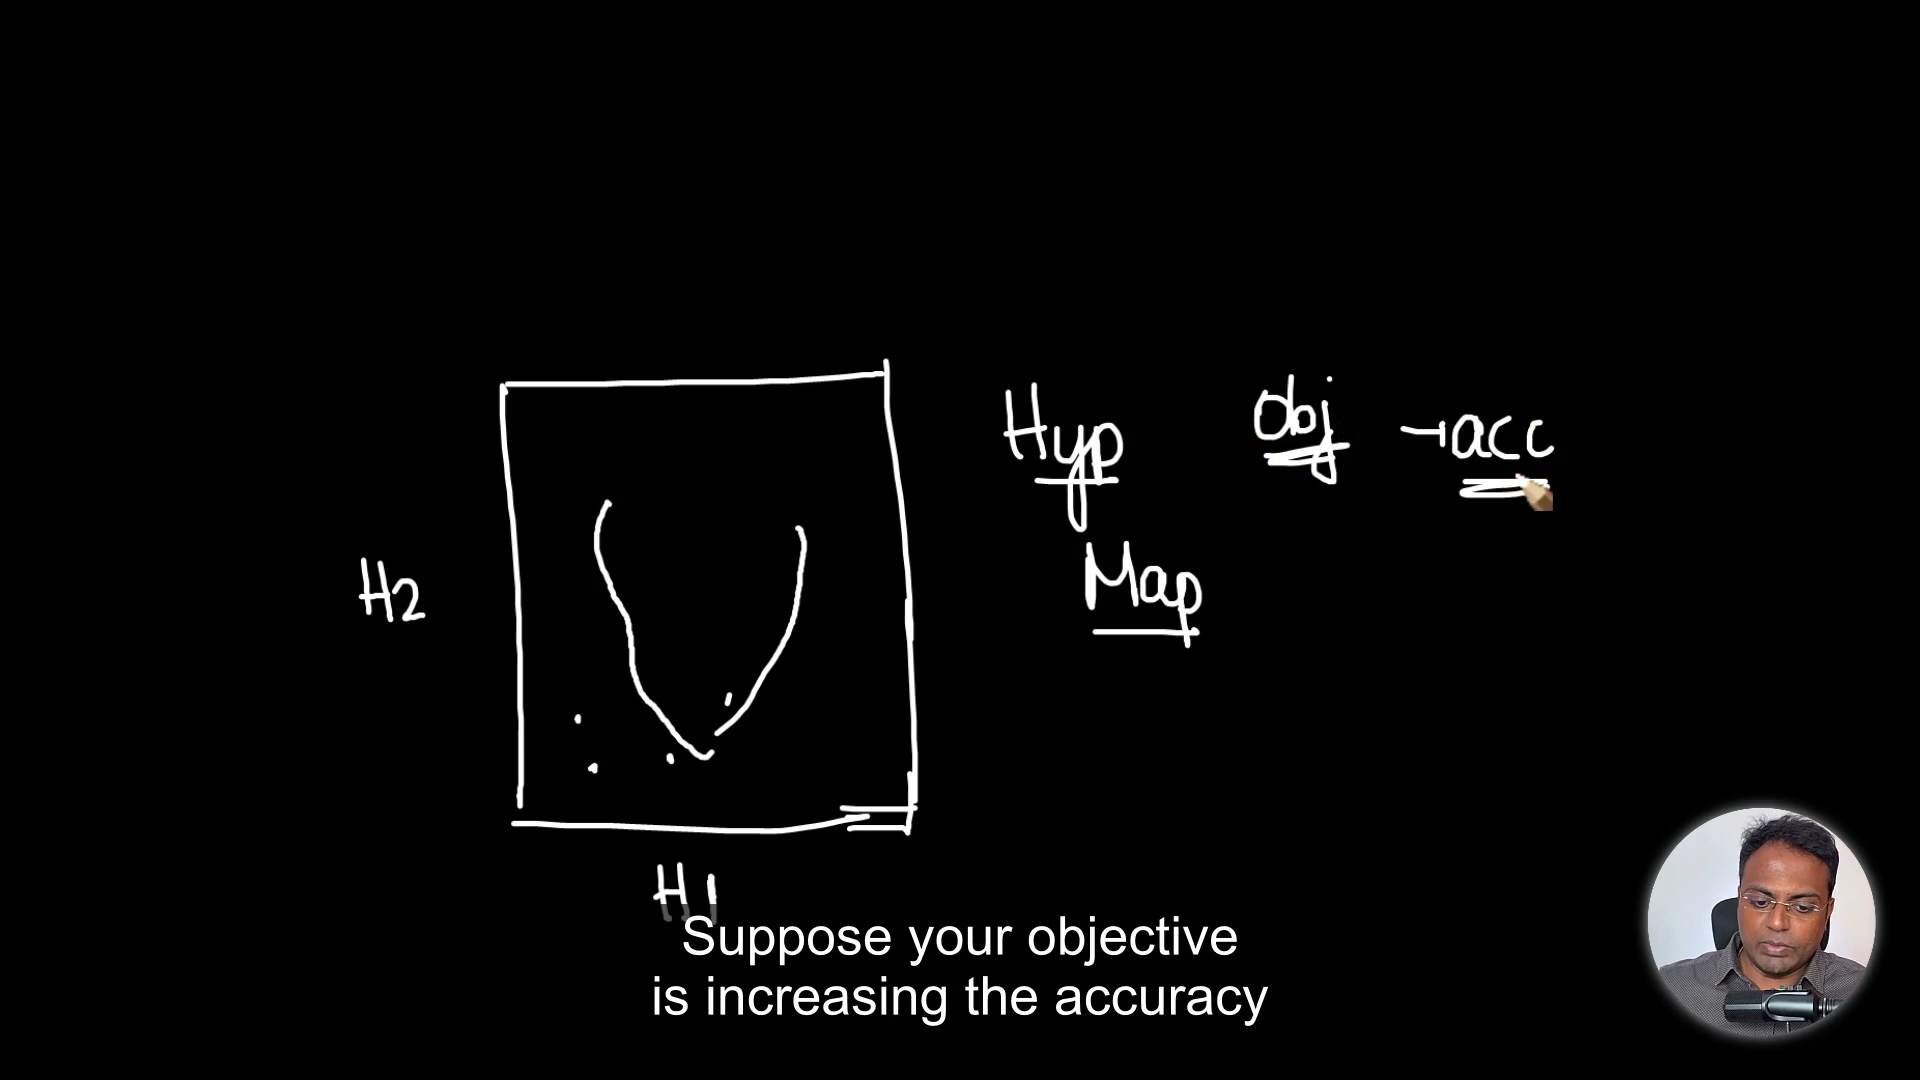 Hyp Obj → acc
Map
H2
H1
Suppose your objective
is increasing the accuracy